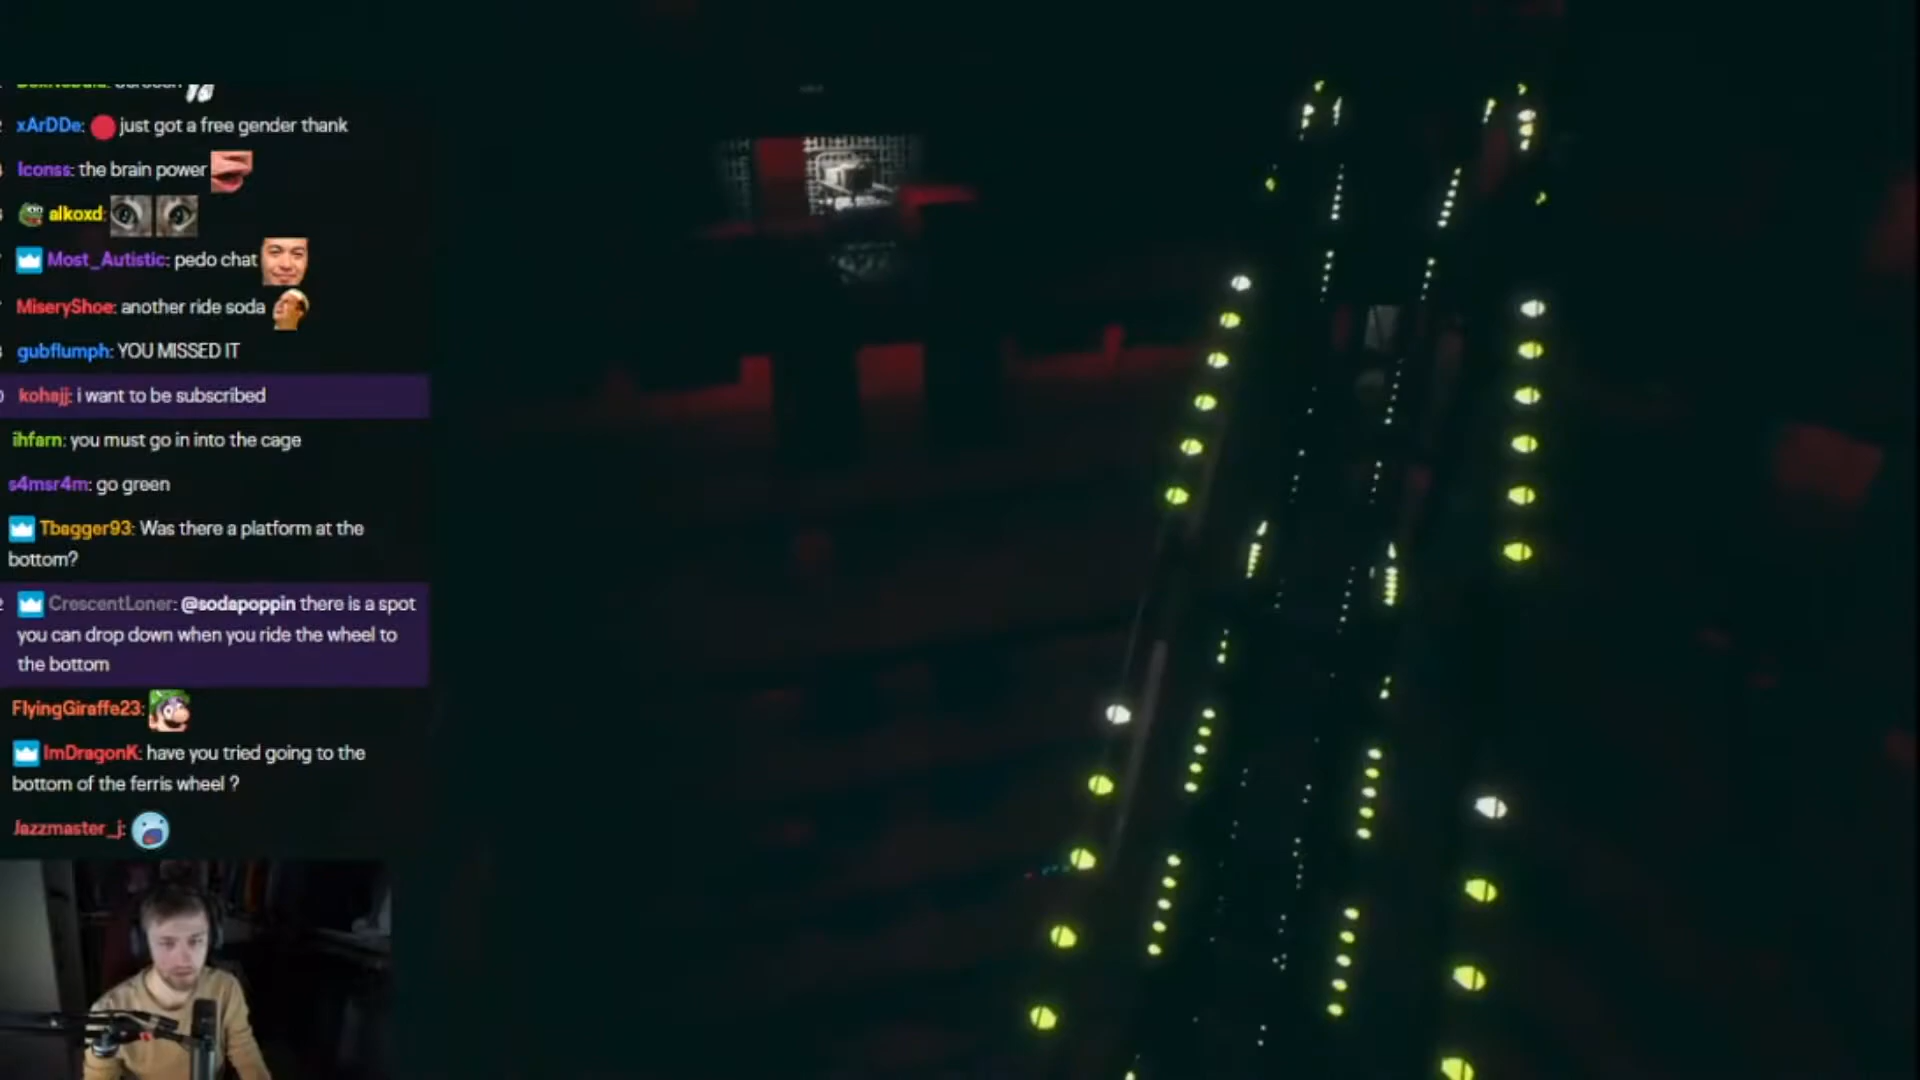 xArDDe: just got a free gender thank
Iconss: the brain power
alkoxd:
Most_Autistic: pedo chat
MiseryShoe: another ride soda
gubflumph: YOU MISSED IT
kohajj: i want to be subscribed
ihfarn: you must go in into the cage
s4msr4m: go green
Tbagger93: Was there a platform at the
bottom?
CrescentLoner: @sodapoppin there is a spot
you can drop down when you ride the wheel to
the bottom
FlyingGiraffe23:
ImDragonK: have you tried going to the
bottom of the ferris wheel ?
Jazzmaster_j: